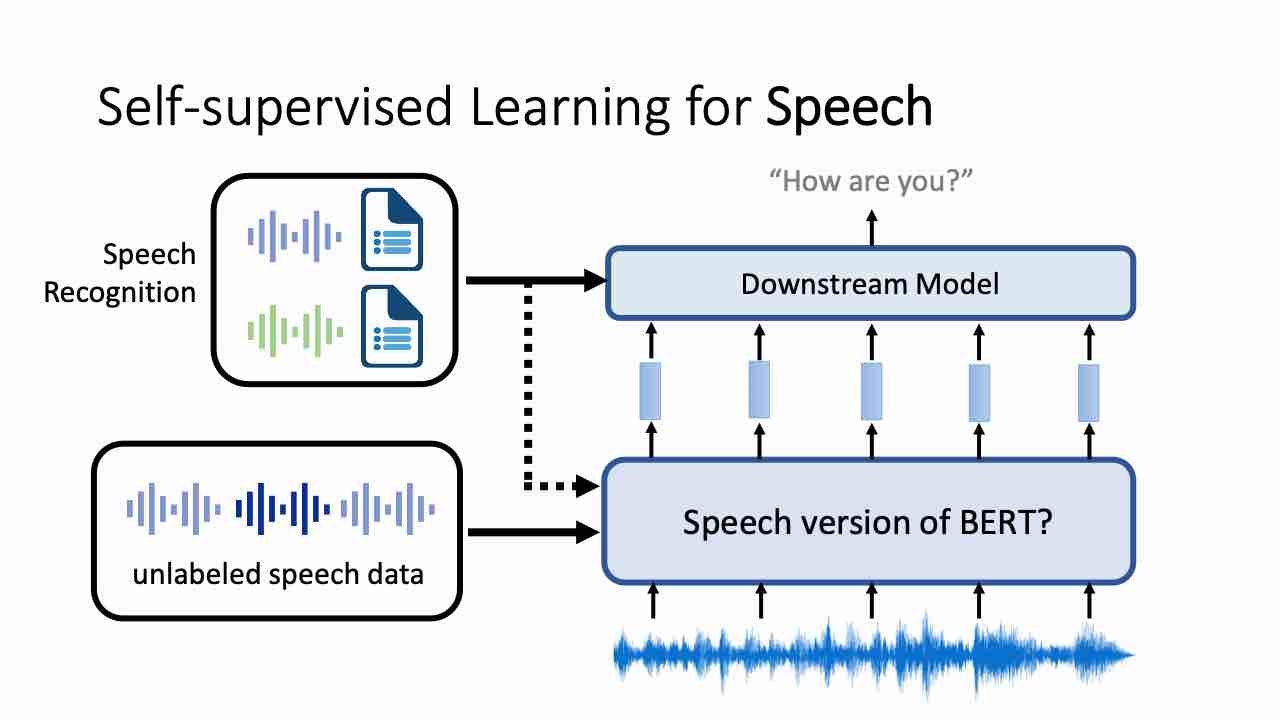 Self-supervised Learning for Speech
Speech
Recognition
“How are you?”
Downstream Model
Speech version of BERT?
unlabeled speech data